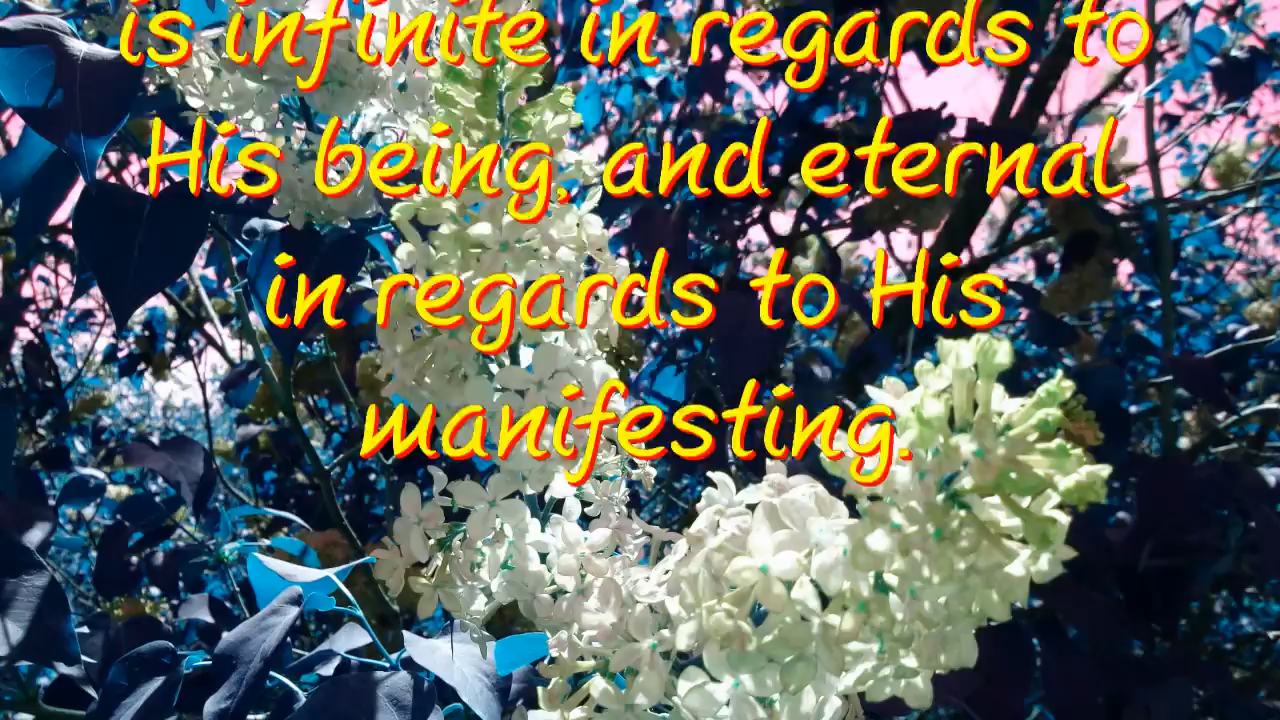 is infinite in regards to
His being, and eternal
in regards to His
manifesting.